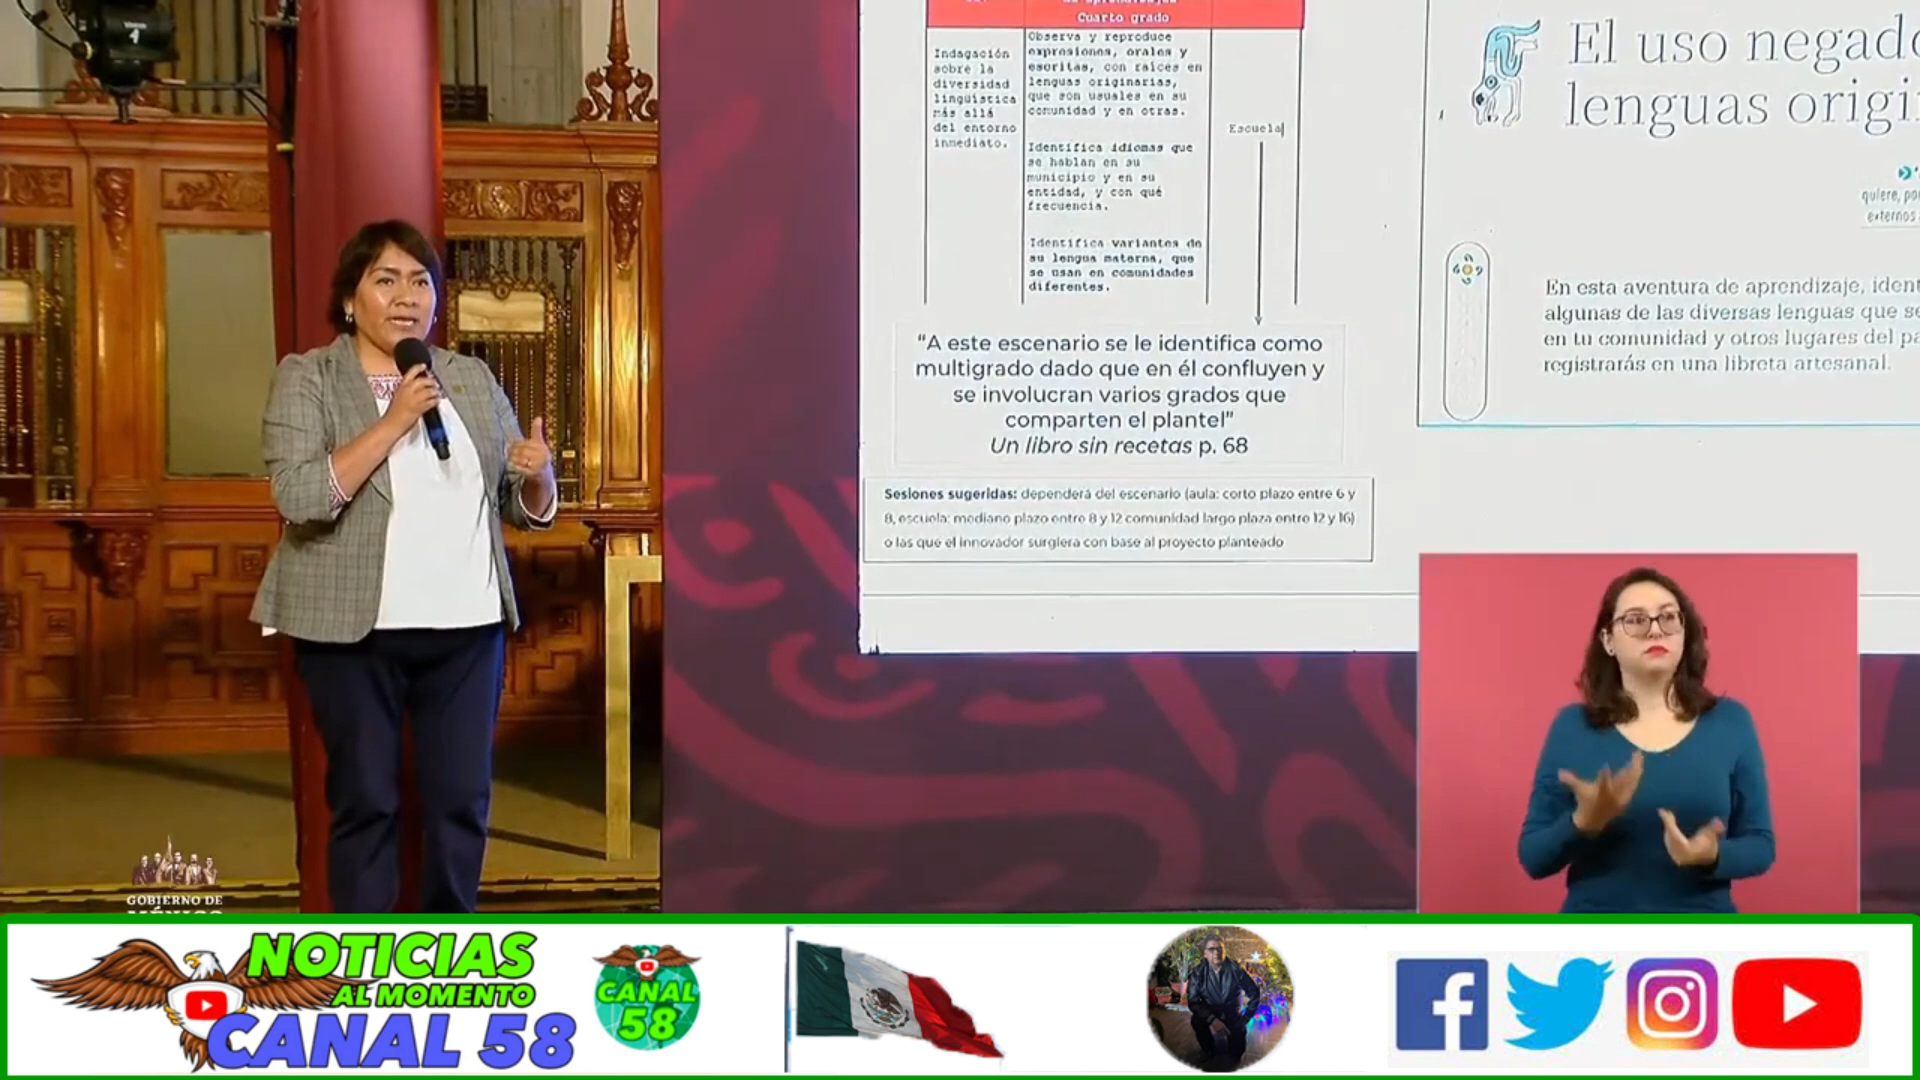 Cuarto grado
Indagación
sobre la
diversidad
lingüística
más allá
del entorno
inmediato.
Observa y reproduce
expresiones, orales y
escritas, con raíces en
lenguas originarias,
que son usuales en su
comunidad y en otras.
Identifica idiomas que
se hablan en su
municipio y en su
entidad, y con qué
frecuencia.
Identifica variantes de
su lengua materna, que
se usan en comunidades
diferentes.
Escuela
“A este escenario se le identifica como
multigrado dado que en él confluyen y
se involucran varios grados que
comparten el plantel”
Un libro sin recetas p. 68
Sesiones sugeridas: dependerá del escenario (aula: corto plazo entre 6 y
8, escuela: mediano plazo entre 8 y 12 comunidad largo plaza entre 12 y 16)
o las que el innovador surgiera con base al proyecto planteado
El uso negado
lenguas origi
quiere, po
externos
En esta aventura de aprendizaje, ident
algunas de las diversas lenguas que se
en tu comunidad y otros lugares del pa
registrarás en una libreta artesanal.
GOBIERNO DE
MÉXICO
NOTICIAS
AL MOMENTO
CANAL 58
CANAL
58